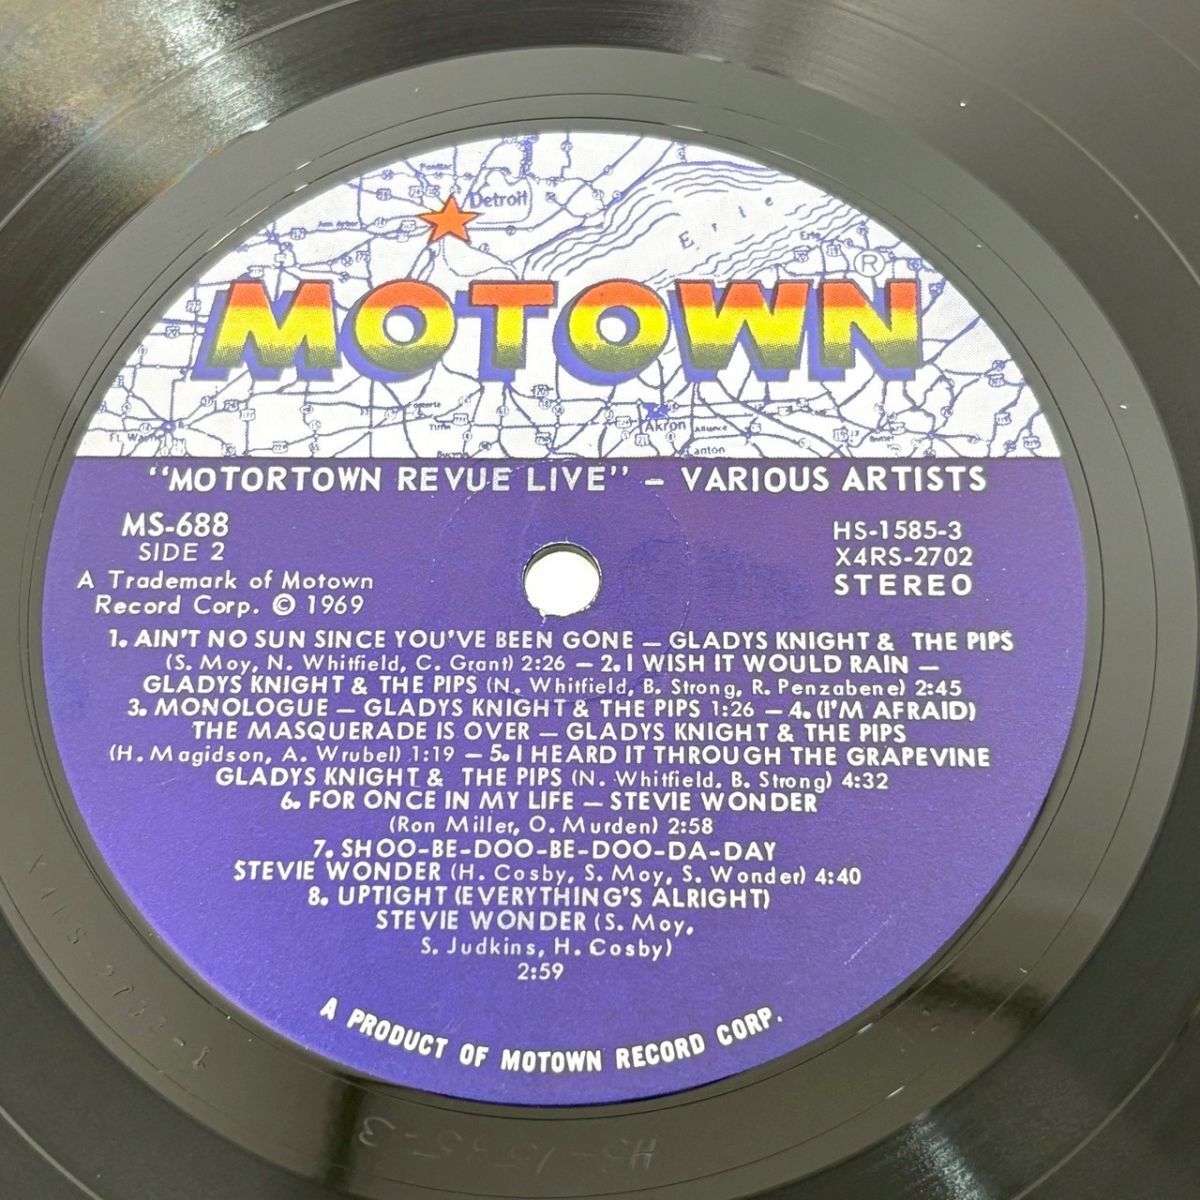 Detroit
Erie
MOTOWN ®
Akron
"MOTORTOWN REVUE LIVE" – VARIOUS ARTISTS
MS-688
SIDE 2
A Trademark of Motown
Record Corp. © 1969
HS-1585-3
X4RS-2702
STEREO
1. AIN'T NO SUN SINCE YOU'VE BEEN GONE – GLADYS KNIGHT & THE PIPS
(S. Moy, N. Whitfield, C. Grant) 2:26 – 2. I WISH IT WOULD RAIN –
GLADYS KNIGHT & THE PIPS (N. Whitfield, B. Strong, R. Penzabene) 2:45
3. MONOLOGUE – GLADYS KNIGHT & THE PIPS 1:26 – 4. (I'M AFRAID)
THE MASQUERADE IS OVER – GLADYS KNIGHT & THE PIPS
(H. Magidson, A. Wrubel) 1:19 – 5. I HEARD IT THROUGH THE GRAPEVINE
GLADYS KNIGHT & THE PIPS (N. Whitfield, B. Strong) 4:32
6. FOR ONCE IN MY LIFE – STEVIE WONDER
(Ron Miller, O. Murden) 2:58
7. SHOO-BE-DOO-BE-DOO-DA-DAY
STEVIE WONDER (H. Cosby, S. Moy, S. Wonder) 4:40
8. UPTIGHT (EVERYTHING'S ALRIGHT)
STEVIE WONDER (S. Moy,
S. Judkins, H. Cosby)
2:59
A PRODUCT OF MOTOWN RECORD CORP.